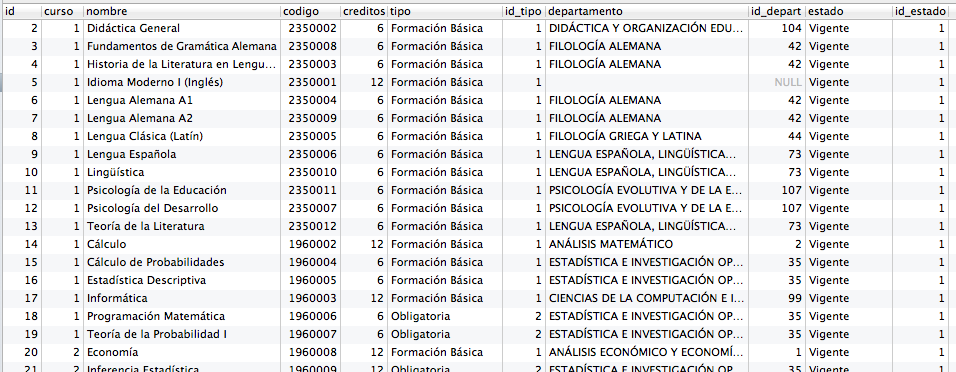 id curso nombre codigo creditos tipo id_tipo departamento id_depart estado id_estado
2 1 Didáctica General 2350002 6 Formación Básica 1 DIDÁCTICA Y ORGANIZACIÓN EDU... 104 Vigente 1
3 1 Fundamentos de Gramática Alemana 2350008 6 Formación Básica 1 FILOLOGÍA ALEMANA 42 Vigente 1
4 1 Historia de la Literatura en Lengu... 2350003 6 Formación Básica 1 FILOLOGÍA ALEMANA 42 Vigente 1
5 1 Idioma Moderno I (Inglés) 2350001 12 Formación Básica 1 NULL Vigente 1
6 1 Lengua Alemana A1 2350004 6 Formación Básica 1 FILOLOGÍA ALEMANA 42 Vigente 1
7 1 Lengua Alemana A2 2350009 6 Formación Básica 1 FILOLOGÍA ALEMANA 42 Vigente 1
8 1 Lengua Clásica (Latín) 2350005 6 Formación Básica 1 FILOLOGÍA GRIEGA Y LATINA 44 Vigente 1
9 1 Lengua Española 2350006 6 Formación Básica 1 LENGUA ESPAÑOLA, LINGÜÍSTICA... 73 Vigente 1
10 1 Lingüística 2350010 6 Formación Básica 1 LENGUA ESPAÑOLA, LINGÜÍSTICA... 73 Vigente 1
11 1 Psicología de la Educación 2350011 6 Formación Básica 1 PSICOLOGÍA EVOLUTIVA Y DE LA E... 107 Vigente 1
12 1 Psicología del Desarrollo 2350007 6 Formación Básica 1 PSICOLOGÍA EVOLUTIVA Y DE LA E... 107 Vigente 1
13 1 Teoría de la Literatura 2350012 6 Formación Básica 1 LENGUA ESPAÑOLA, LINGÜÍSTICA... 73 Vigente 1
14 1 Cálculo 1960002 12 Formación Básica 1 ANÁLISIS MATEMÁTICO 2 Vigente 1
15 1 Cálculo de Probabilidades 1960004 6 Formación Básica 1 ESTADÍSTICA E INVESTIGACIÓN OP... 35 Vigente 1
16 1 Estadística Descriptiva 1960005 6 Formación Básica 1 ESTADÍSTICA E INVESTIGACIÓN OP... 35 Vigente 1
17 1 Informática 1960003 12 Formación Básica 1 CIENCIAS DE LA COMPUTACIÓN E I... 99 Vigente 1
18 1 Programación Matemática 1960006 6 Obligatoria 2 ESTADÍSTICA E INVESTIGACIÓN OP... 35 Vigente 1
19 1 Teoría de la Probabilidad I 1960007 6 Obligatoria 2 ESTADÍSTICA E INVESTIGACIÓN OP... 35 Vigente 1
20 2 Economía 1960008 12 Formación Básica 1 ANÁLISIS ECONÓMICO Y ECONOMÍ... 1 Vigente 1
21 2 Inferencia Estadística 1960009 12 Obligatoria 2 ESTADÍSTICA E INVESTIGACIÓN OP... 35 Vigente 1